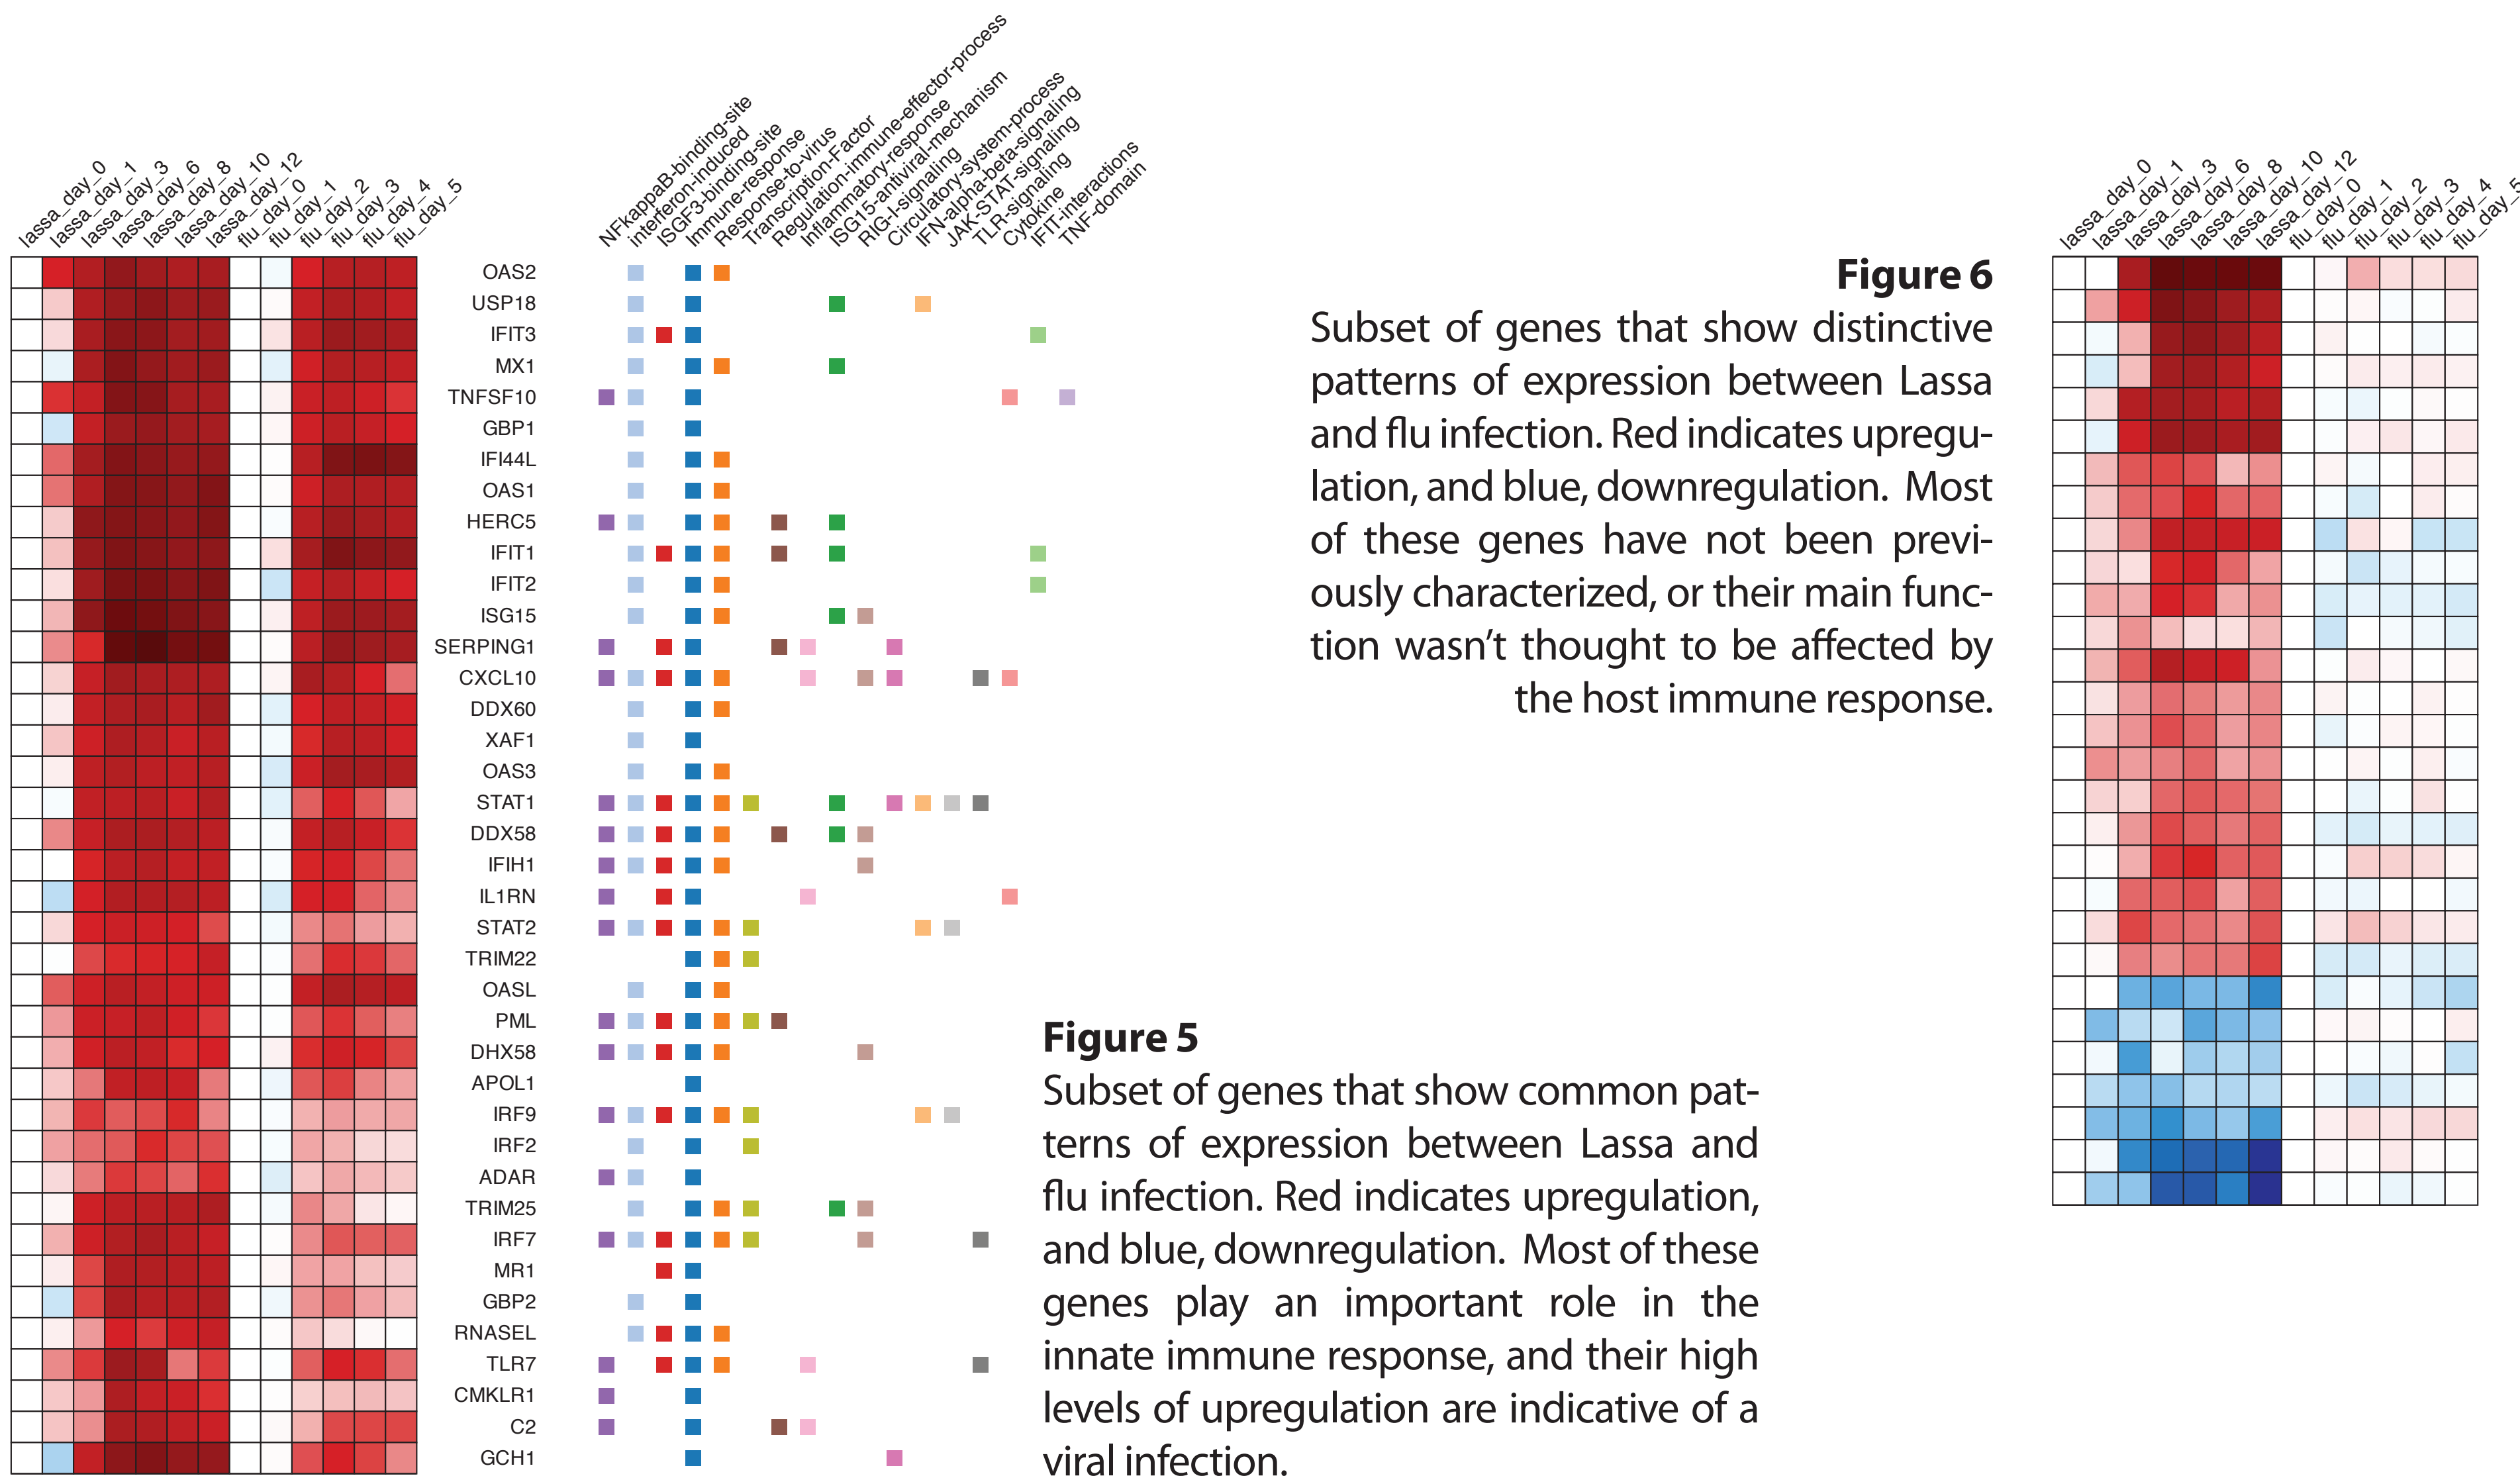 lassa_day_0
lassa_day_1
lassa_day_3
lassa_day_6
lassa_day_8
lassa_day_10
lassa_day_12
flu_day_0
flu_day_1
flu_day_2
flu_day_3
flu_day_4
flu_day_5
NFkappaB-binding-site
interferon-induced
ISGF3-binding-site
Immune-response
Response-to-virus
Transcription-Factor
Regulation-immune-effector-process
Inflammatory-response
ISG15-antiviral-mechanism
RIG-I-signaling
Circulatory-system-process
IFN-alpha-beta-signaling
JAK-STAT-signaling
TLR-signaling
Cytokine
IFIT-interactions
TNF-domain
OAS2
USP18
IFIT3
MX1
TNFSF10
GBP1
IFI44L
OAS1
HERC5
IFIT1
IFIT2
ISG15
SERPING1
CXCL10
DDX60
XAF1
OAS3
STAT1
DDX58
IFIH1
IL1RN
STAT2
TRIM22
OASL
PML
DHX58
APOL1
IRF9
IRF2
ADAR
TRIM25
IRF7
MR1
GBP2
RNASEL
TLR7
CMKLR1
C2
GCH1
Figure 5
Subset of genes that show common pat-
terns of expression between Lassa and
flu infection. Red indicates upregulation,
and blue, downregulation. Most of these
genes play an important role in the
innate immune response, and their high
levels of upregulation are indicative of a
viral infection.
Figure 6
Subset of genes that show distinctive
patterns of expression between Lassa
and flu infection. Red indicates upregu-
lation, and blue, downregulation. Most
of these genes have not been previ-
ously characterized, or their main func-
tion wasn't thought to be affected by
the host immune response.
lassa_day_0
lassa_day_1
lassa_day_3
lassa_day_6
lassa_day_8
lassa_day_10
lassa_day_12
flu_day_0
flu_day_1
flu_day_2
flu_day_3
flu_day_4
flu_day_5